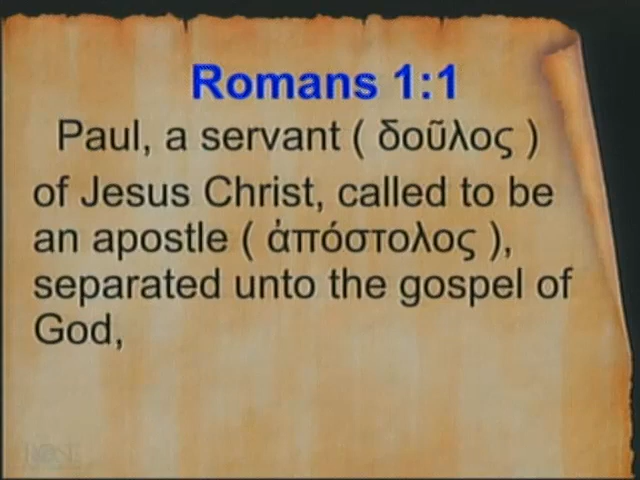 Romans 1:1
Paul, a servant ( δοῦλος )
of Jesus Christ, called to be
an apostle ( ἀπόστολος ),
separated unto the gospel of
God,